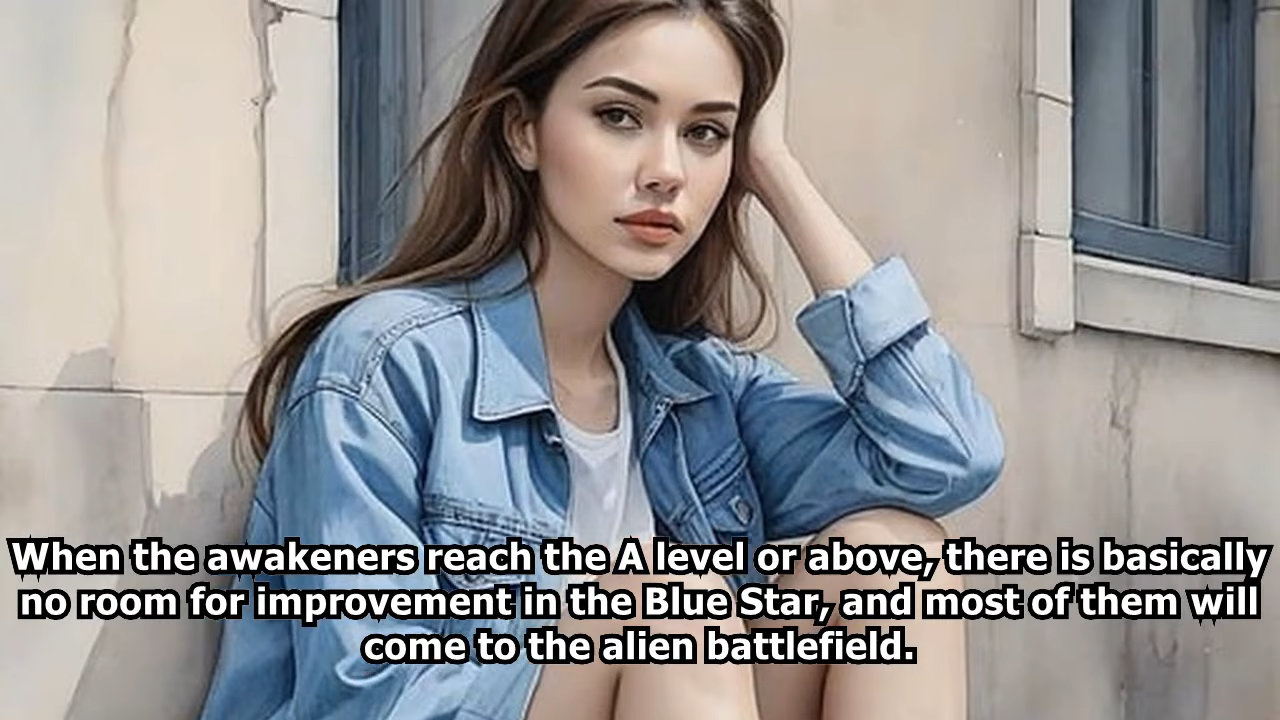 When the awakeners reach the A level or above, there is basically
no room for improvement in the Blue Star, and most of them will
come to the alien battlefield.